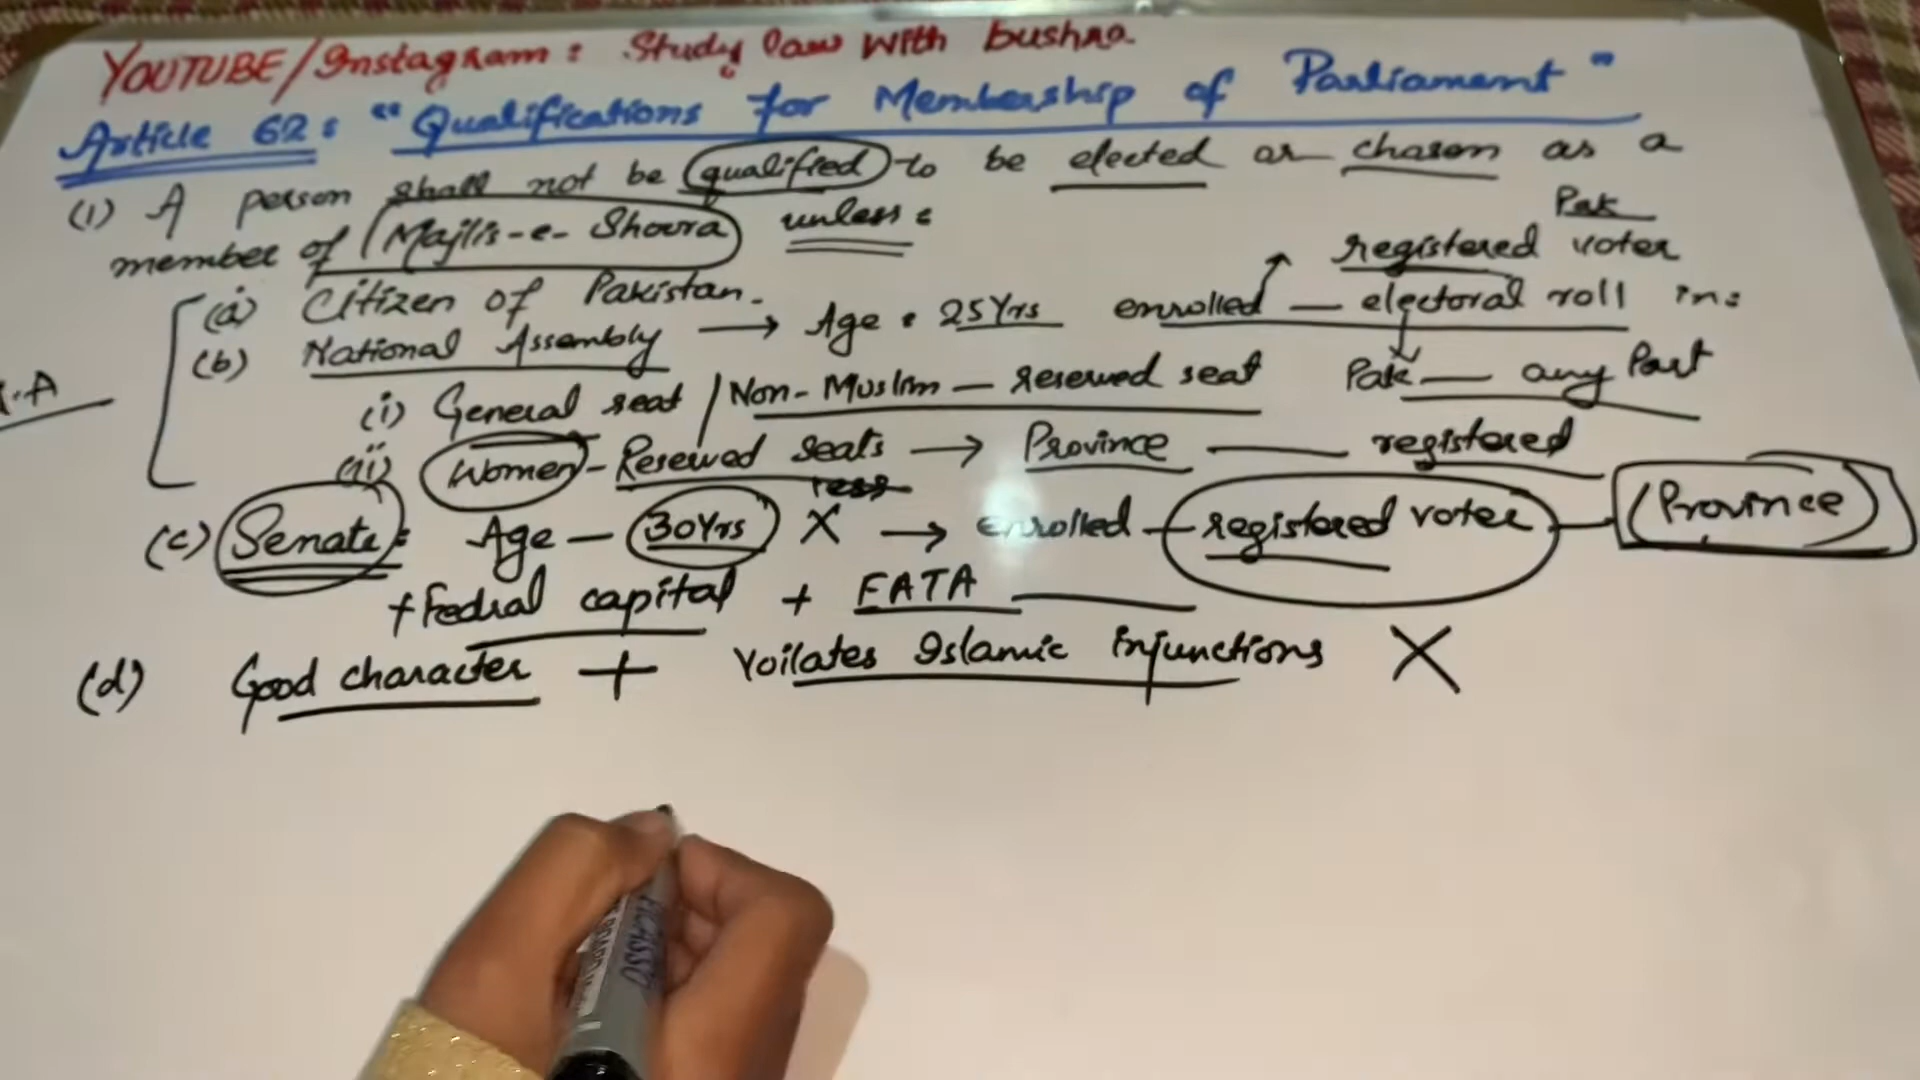 YOUTUBE/Instagram: Study law with bushra
Article 62: "Qualifications for Membership of Parliament"
(1) A person shall not be qualified to be elected or chosen as a
member of (Majlis-e-Shoora) unless:
Pak
registered voter
(a) Citizen of Pakistan.
(b) National Assembly → Age: 25Yrs enrolled — electoral roll in:
(i) General seat / Non-Muslim — reserved seat Pak — any Part
(ii) Women - Reserved seats → Province — registered
(c) Senate: Age — 30Yrs X → enrolled — registered voter — (Province)
less
+ Fedral capital + FATA
(d) Good character + Voilates Islamic injunctions X
PICASSO